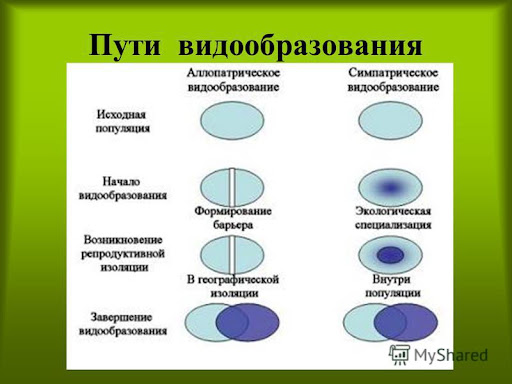 Пути видообразования
Аллопатрическое
видообразование
Симпатрическое
видообразование
Исходная
популяция
Начало
видообразования
Формирование
барьера
Экологическая
специализация
Возникновение
репродуктивной
изоляции
В географической
изоляции
Внутри
популяции
Завершение
видообразования
MyShared